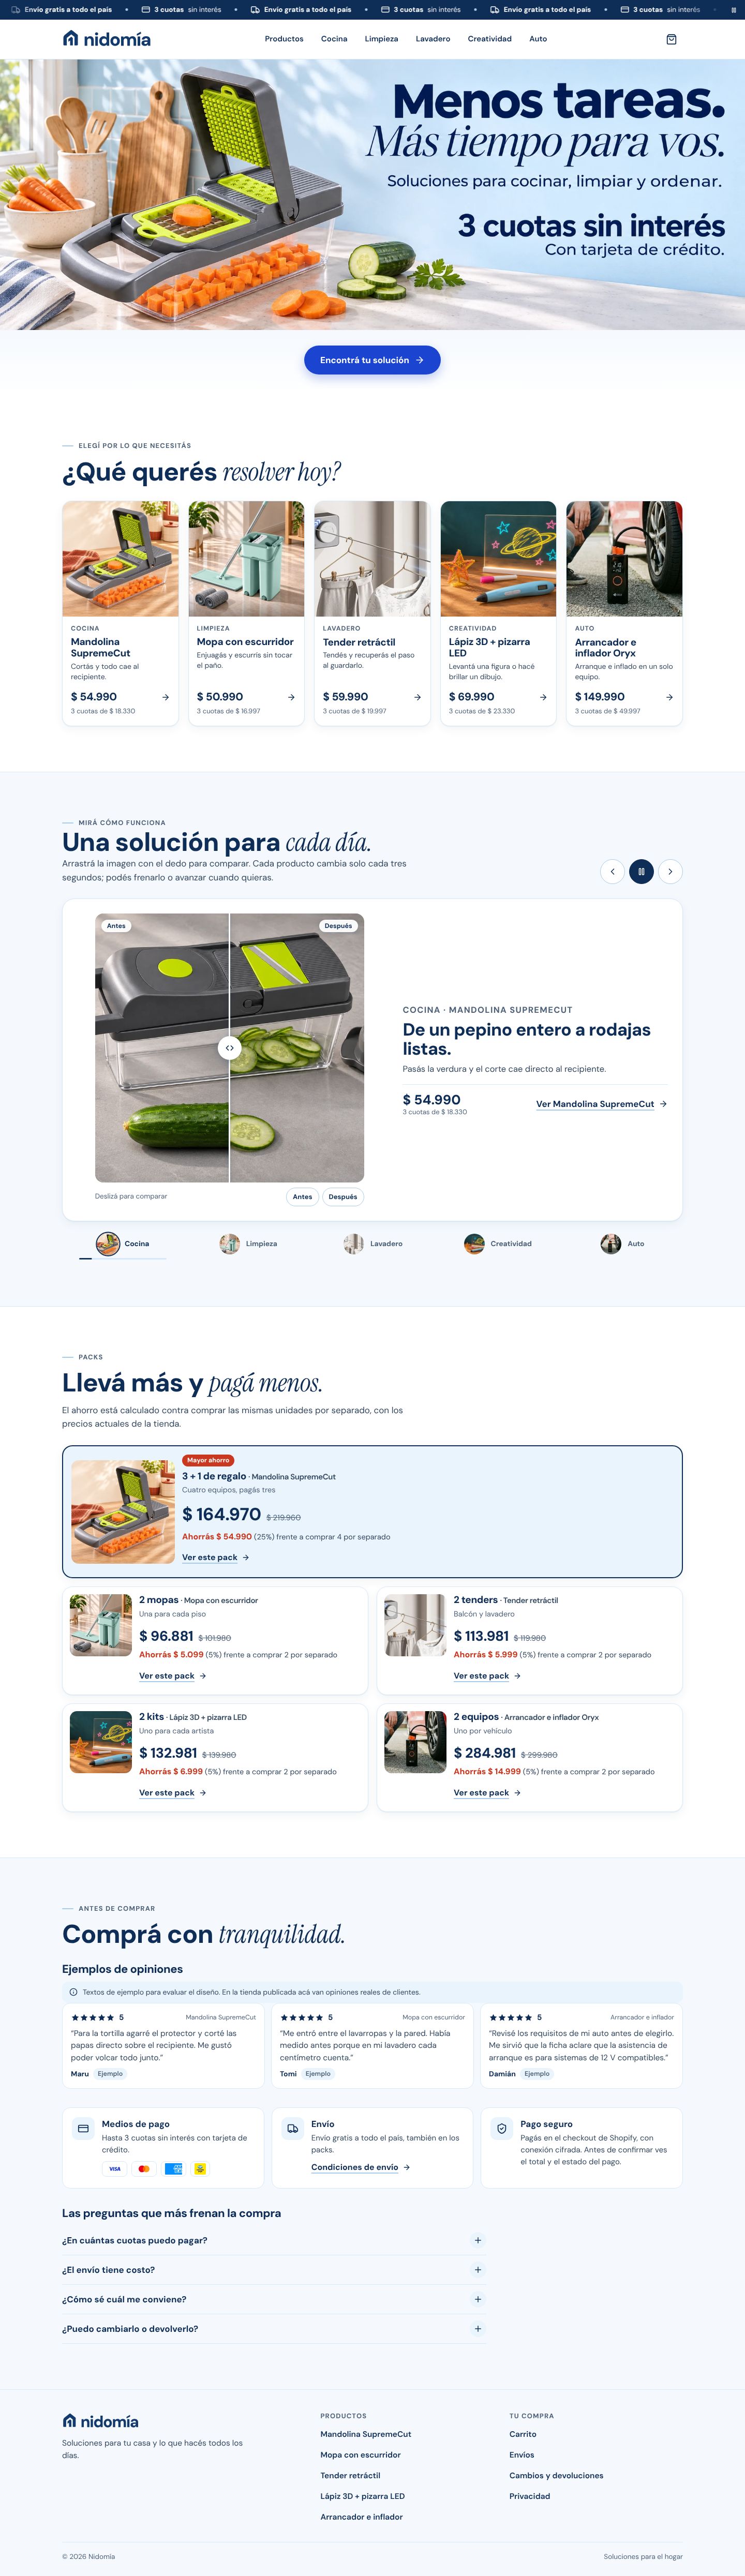 Envío gratis a todo el país • 3 cuotas sin interés • Envío gratis a todo el país • 3 cuotas sin interés • Envío gratis a todo el país • 3 cuotas sin interés
nidomía
Productos Cocina Limpieza Lavadero Creatividad Auto
Menos tareas.
Más tiempo para vos.
Soluciones para cocinar, limpiar y ordenar.
3 cuotas sin interés
Con tarjeta de crédito.
Encontrá tu solución
ELEGÍ POR LO QUE NECESITÁS
¿Qué querés resolver hoy?
COCINA
Mandolina
SupremeCut
Cortás y todo cae al
recipiente.
$ 54.990
3 cuotas de $ 18.330
LIMPIEZA
Mopa con escurridor
Enjuagás y escurrís sin tocar
el paño.
$ 50.990
3 cuotas de $ 16.997
LAVADERO
Tender retráctil
Tendés y recuperás el paso
al guardarlo.
$ 59.990
3 cuotas de $ 19.997
CREATIVIDAD
Lápiz 3D + pizarra
LED
Levantá una figura o hacé
brillar un dibujo.
$ 69.990
3 cuotas de $ 23.330
AUTO
Arrancador e
inflador Oryx
Arranque e inflado en un solo
equipo.
$ 149.990
3 cuotas de $ 49.997
MIRÁ CÓMO FUNCIONA
Una solución para cada día.
Arrastrá la imagen con el dedo para comparar. Cada producto cambia solo cada tres
segundos; podés frenarlo o avanzar cuando quieras.
Antes
Después
COCINA · MANDOLINA SUPREMECUT
De un pepino entero a rodajas
listas.
Pasás la verdura y el corte cae directo al recipiente.
$ 54.990
3 cuotas de $ 18.330
Ver Mandolina SupremeCut
Deslizá para comparar
Antes
Después
Cocina
Limpieza
Lavadero
Creatividad
Auto
PACKS
Llevá más y pagá menos.
El ahorro está calculado contra comprar las mismas unidades por separado, con los
precios actuales de la tienda.
Mayor ahorro
3 + 1 de regalo · Mandolina SupremeCut
Cuatro equipos, pagás tres
$ 164.970 $ 219.960
Ahorrás $ 54.990 (25%) frente a comprar 4 por separado
Ver este pack
2 mopas · Mopa con escurridor
Una para cada piso
$ 96.881 $ 101.980
Ahorrás $ 5.099 (5%) frente a comprar 2 por separado
Ver este pack
2 tenders · Tender retráctil
Balcón y lavadero
$ 113.981 $ 119.980
Ahorrás $ 5.999 (5%) frente a comprar 2 por separado
Ver este pack
2 kits · Lápiz 3D + pizarra LED
Uno para cada artista
$ 132.981 $ 139.980
Ahorrás $ 6.999 (5%) frente a comprar 2 por separado
Ver este pack
2 equipos · Arrancador e inflador Oryx
Uno por vehículo
$ 284.981 $ 299.980
Ahorrás $ 14.999 (5%) frente a comprar 2 por separado
Ver este pack
ANTES DE COMPRAR
Comprá con tranquilidad.
Ejemplos de opiniones
Textos de ejemplo para evaluar el diseño. En la tienda publicada acá van opiniones reales de clientes.
5
Mandolina SupremeCut
“Para la tortilla agarré el protector y corté las
papas directo sobre el recipiente. Me gustó
poder volcar todo junto.”
Maru Ejemplo
5
Mopa con escurridor
“Me entró entre el lavarropas y la pared. Había
medido antes porque en mi lavadero cada
centímetro cuenta.”
Tomi Ejemplo
5
Arrancador e inflador
“Revisé los requisitos de mi auto antes de elegirlo.
Me sirvió que la ficha aclare que la asistencia de
arranque es para sistemas de 12 V compatibles.”
Damián Ejemplo
Medios de pago
Hasta 3 cuotas sin interés con tarjeta de
crédito.
VISA
Envío
Envío gratis a todo el país, también en los
packs.
Condiciones de envío
Pago seguro
Pagás en el checkout de Shopify, con
conexión cifrada. Antes de confirmar ves
el total y el estado del pago.
Las preguntas que más frenan la compra
¿En cuántas cuotas puedo pagar?
¿El envío tiene costo?
¿Cómo sé cuál me conviene?
¿Puedo cambiarlo o devolverlo?
nidomía
Soluciones para tu casa y lo que hacés todos los
días.
PRODUCTOS
Mandolina SupremeCut
Mopa con escurridor
Tender retráctil
Lápiz 3D + pizarra LED
Arrancador e inflador
TU COMPRA
Carrito
Envíos
Cambios y devoluciones
Privacidad
© 2026 Nidomía
Soluciones para el hogar